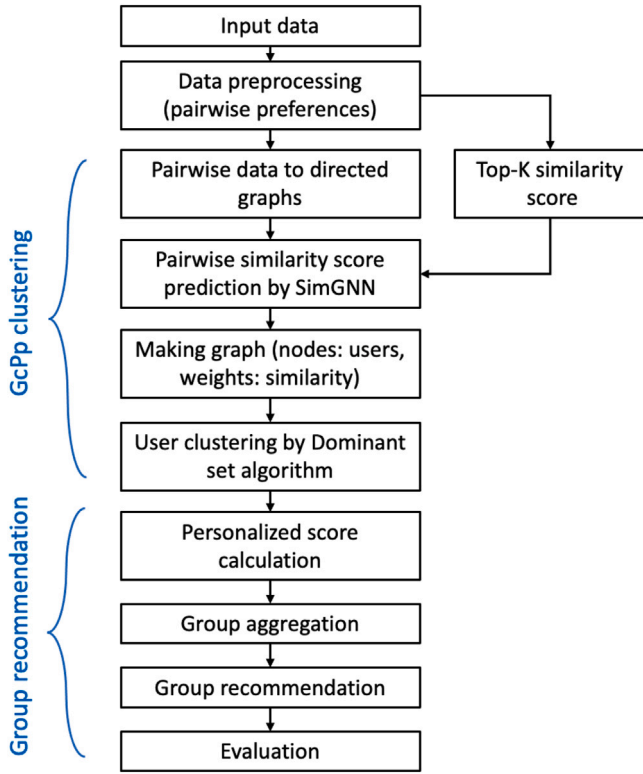 Input data
Data preprocessing
(pairwise preferences)
Pairwise data to directed
graphs
Top-K similarity
score
Pairwise similarity score
prediction by SimGNN
Making graph (nodes: users,
weights: similarity)
User clustering by Dominant
set algorithm
GcPp clustering
Personalized score
calculation
Group aggregation
Group recommendation
Evaluation
Group recommendation